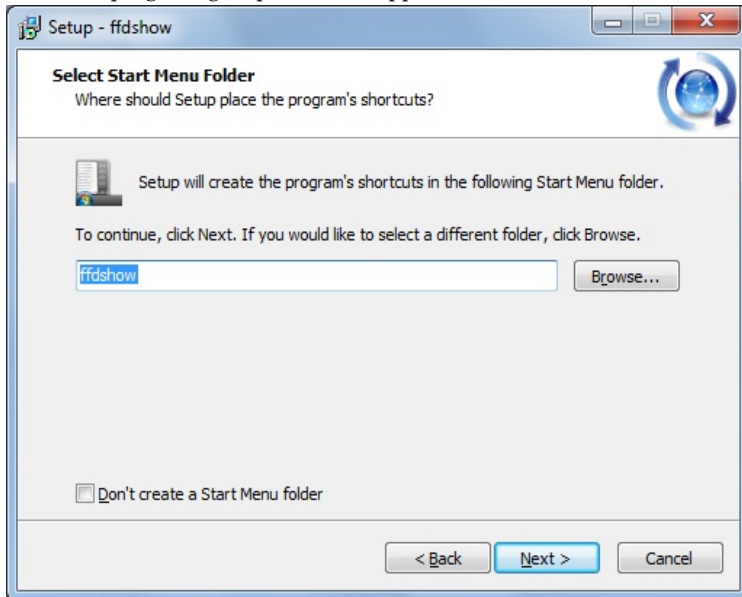 Setup - ffdshow
Select Start Menu Folder
Where should Setup place the program's shortcuts?
Setup will create the program's shortcuts in the following Start Menu folder.
To continue, click Next. If you would like to select a different folder, click Browse.
ffdshow
Browse...
Don't create a Start Menu folder
< Back
Next >
Cancel